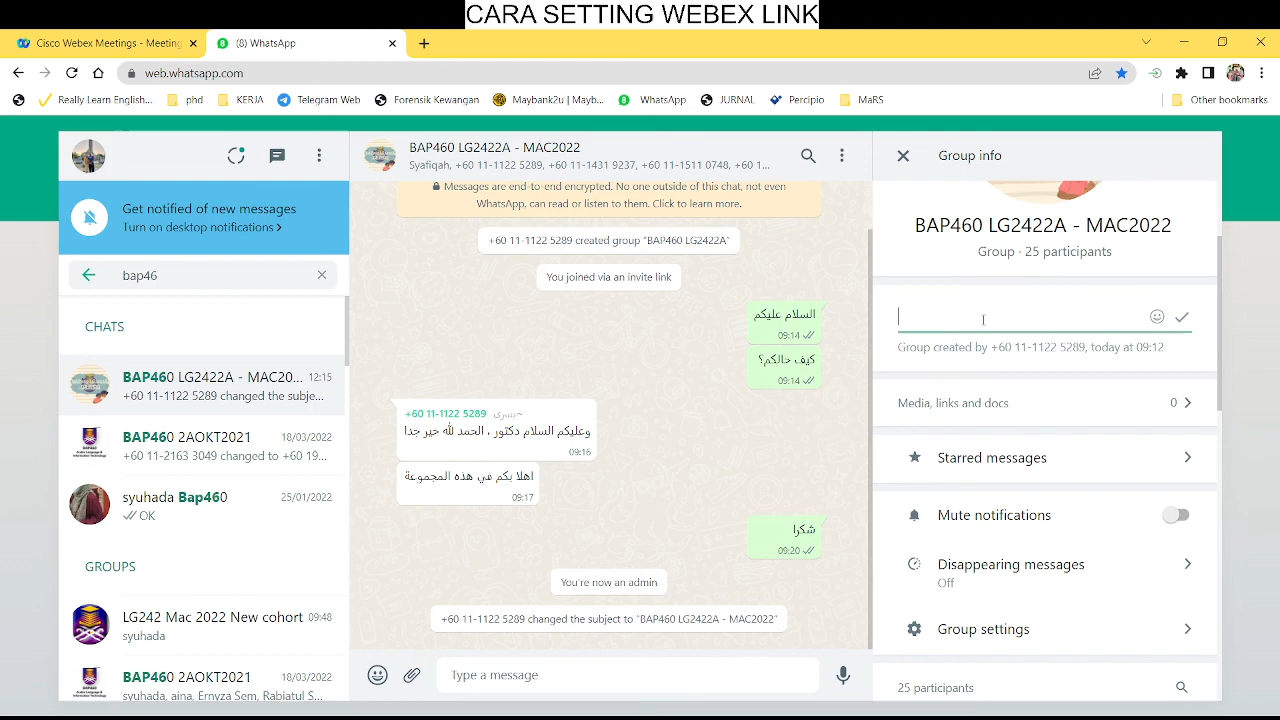 CARA SETTING WEBEX LINK
Cisco Webex Meetings - Meeting
(8) WhatsApp
web.whatsapp.com
Really Learn English...
phd
KERJA
Telegram Web
Forensik Kewangan
Maybank2u | Mayb...
WhatsApp
JURNAL
Percipio
MaRS
Other bookmarks
Get notified of new messages
Turn on desktop notifications >
bap46
CHATS
BAP460 LG2422A - MAC20... 12:15
+60 11-1122 5289 changed the subje...
BAP460 2AOKT2021 18/03/2022
+60 11-2163 3049 changed to +60 19...
syuhada Bap460 25/01/2022
OK
GROUPS
LG242 Mac 2022 New cohort 09:48
syuhada
BAP460 2AOKT2021 18/03/2022
syuhada, aina, Ernyza Sem, Rabiatul S...
BAP460 LG2422A - MAC2022
Syafiqah, +60 11-1122 5289, +60 11-1431 9237, +60 11-1511 0748, +60 1...
Messages are end-to-end encrypted. No one outside of this chat, not even
WhatsApp, can read or listen to them. Click to learn more.
+60 11-1122 5289 created group "BAP460 LG2422A"
You joined via an invite link
السلام عليكم
09:14
كيف حالكم؟
09:14
+60 11-1122 5289 ~يسرى
وعليكم السلام دكتور ، الحمد لله خير جدا
09:16
اهلا بكم في هذه المجموعة
09:17
شكرا
09:20
You're now an admin
+60 11-1122 5289 changed the subject to "BAP460 LG2422A - MAC2022"
Type a message
Group info
BAP460 LG2422A - MAC2022
Group · 25 participants
Group created by +60 11-1122 5289, today at 09:12
Media, links and docs 0
Starred messages
Mute notifications
Disappearing messages
Off
Group settings
25 participants